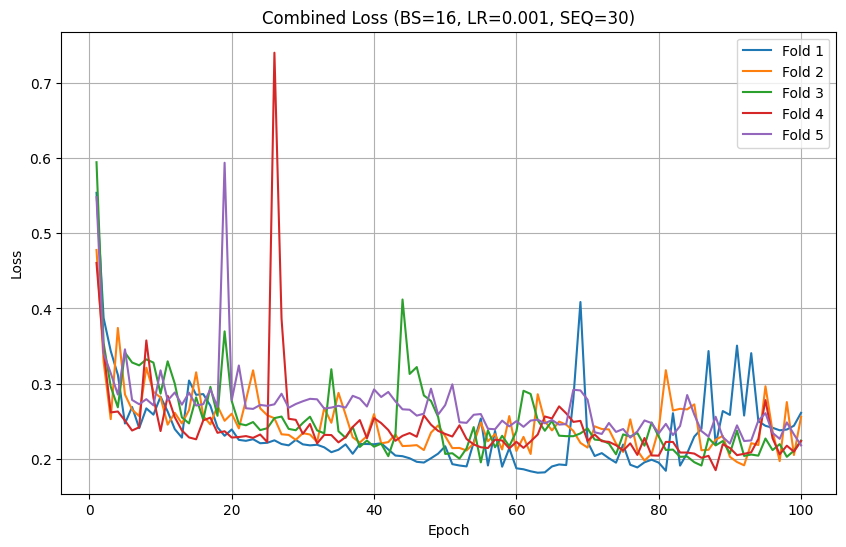 Combined Loss (BS=16, LR=0.001, SEQ=30)
Fold 1
Fold 2
Fold 3
Fold 4
Fold 5
Loss
0.7
0.6
0.5
0.4
0.3
0.2
0
20
40
60
80
100
Epoch